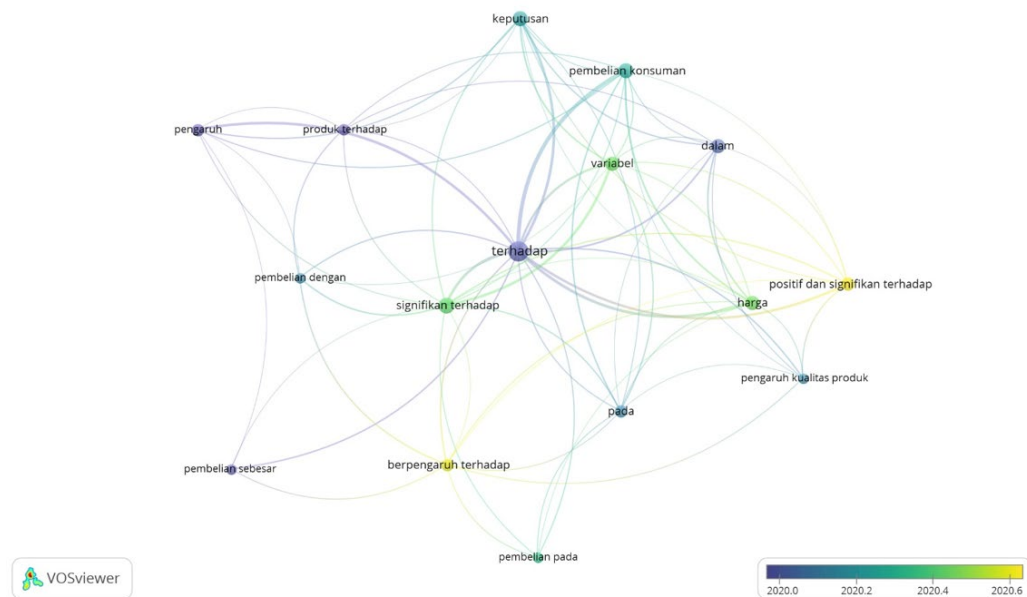 keputusan
pembelian konsuman
pengaruh
produk terhadap
dalam
variabel
terhadap
pembelian dengan
positif dan signifikan terhadap
signifikan terhadap
harga
pengaruh kualitas produk
pada
berpengaruh terhadap
pembelian sebesar
pembelian pada
VOSviewer
2020.0 2020.2 2020.4 2020.6